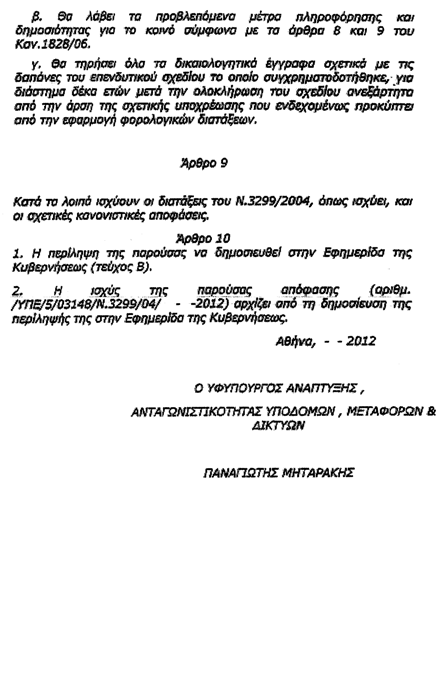 β. Θα λάβει τα προβλεπόμενα μέτρα πληροφόρησης και
δημοσιότητας για το κοινό σύμφωνα με τα άρθρα 8 και 9 του
Καν.1828/06.
γ. Θα τηρήσει όλα τα δικαιολογητικά έγγραφα σχετικά με τις
δαπάνες του επενδυτικού σχεδίου το οποίο συγχρηματοδοτήθηκε, για
διάστημα δέκα ετών μετά την ολοκλήρωση του σχεδίου ανεξάρτητα
από την άρση της σχετικής υποχρέωσης που ενδεχομένως προκύπτει
από την εφαρμογή φορολογικών διατάξεων.
Άρθρο 9
Κατά τα λοιπά ισχύουν οι διατάξεις του Ν.3299/2004, όπως ισχύει, και
οι σχετικές κανονιστικές αποφάσεις.
Άρθρο 10
1. Η περίληψη της παρούσας να δημοσιευθεί στην Εφημερίδα της
Κυβερνήσεως (τεύχος Β).
2. Η ισχύς της παρούσας απόφασης (αριθμ.
/ΥΠΕ/5/03148/Ν.3299/04/ - -2012) αρχίζει από τη δημοσίευση της
περίληψής της στην Εφημερίδα της Κυβερνήσεως.
Αθήνα, - - 2012
Ο ΥΦΥΠΟΥΡΓΟΣ ΑΝΑΠΤΥΞΗΣ ,
ΑΝΤΑΓΩΝΙΣΤΙΚΟΤΗΤΑΣ ΥΠΟΔΟΜΩΝ , ΜΕΤΑΦΟΡΩΝ &
ΔΙΚΤΥΩΝ
ΠΑΝΑΓΙΩΤΗΣ ΜΗΤΑΡΑΚΗΣ